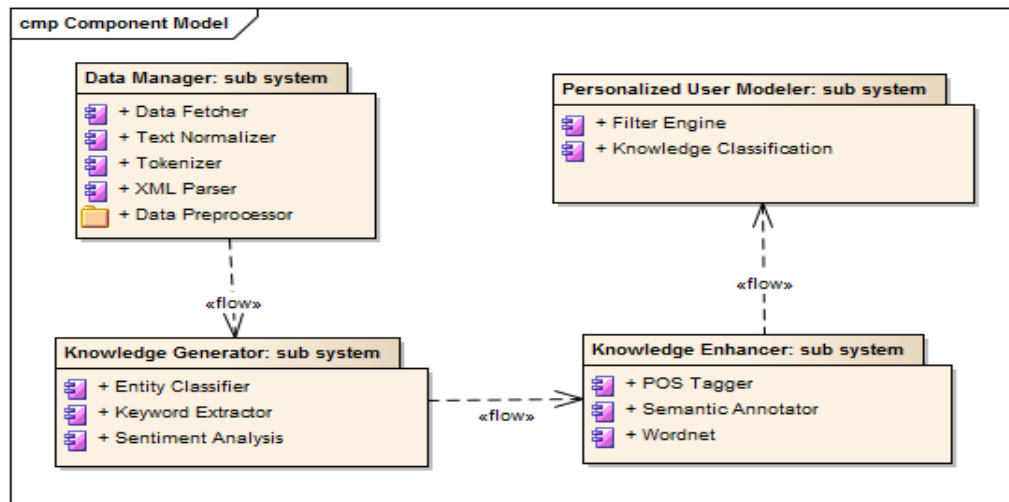 cmp Component Model
Data Manager: sub system
+ Data Fetcher
+ Text Normalizer
+ Tokenizer
+ XML Parser
+ Data Preprocessor
Personalized User Modeler: sub system
+ Filter Engine
+ Knowledge Classification
«flow»
«flow»
Knowledge Generator: sub system
+ Entity Classifier
+ Keyword Extractor
+ Sentiment Analysis
«flow»
Knowledge Enhancer: sub system
+ POS Tagger
+ Semantic Annotator
+ Wordnet